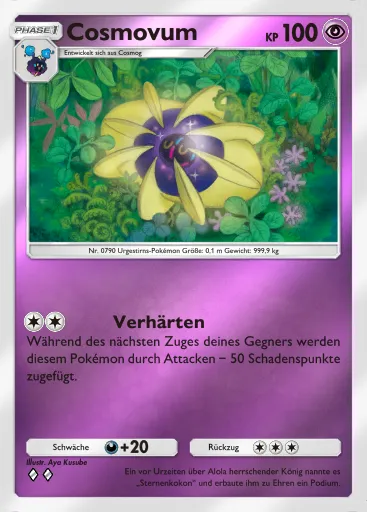 PHASE 1
Cosmovum
KP 100
Entwickelt sich aus Cosmog
Nr. 0790 Urgestirns-Pokémon Größe: 0,1 m Gewicht: 999,9 kg
Verhärten
Während des nächsten Zuges deines Gegners werden
diesem Pokémon durch Attacken – 50 Schadenspunkte
zugefügt.
Schwäche +20
Rückzug
Illustr. Aya Kusube
Ein vor Urzeiten über Alola herrschender König nannte es
„Sternenkokon“ und erbaute ihm zu Ehren ein Podium.